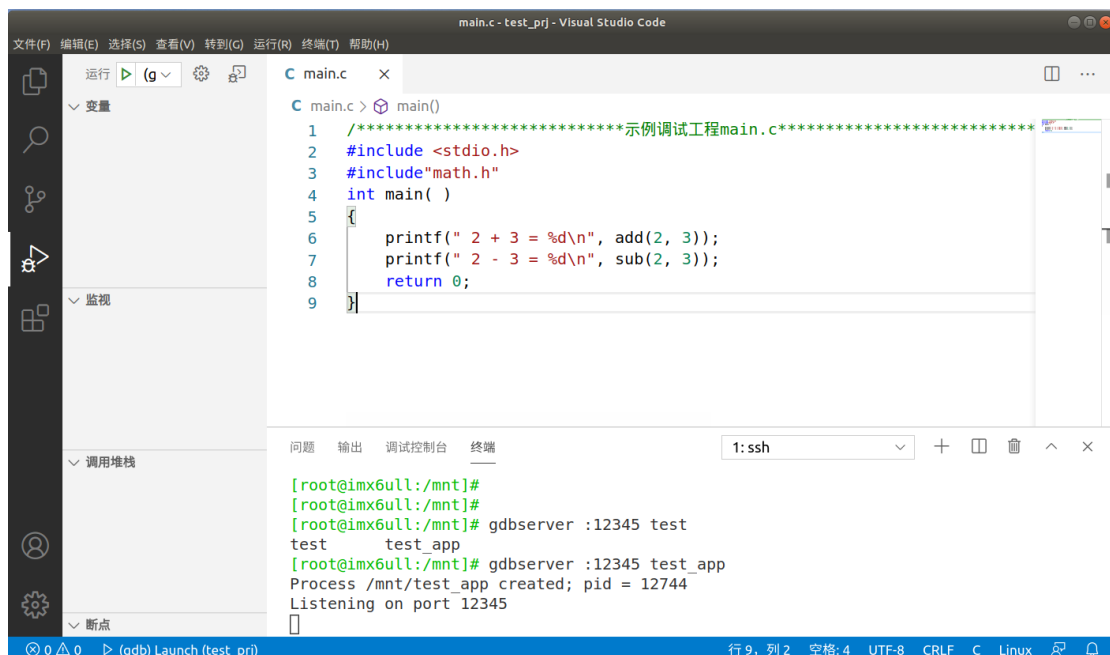 main.c - test_prj - Visual Studio Code
文件(F) 编辑(E) 选择(S) 查看(V) 转到(G) 运行(R) 终端(T) 帮助(H)
运行 (g
C main.c
C main.c > main()
变量
1 /****************************示例调试工程main.c***************************
2 #include <stdio.h>
3 #include"math.h"
4 int main( )
5 {
6 printf(" 2 + 3 = %d\n", add(2, 3));
7 printf(" 2 - 3 = %d\n", sub(2, 3));
8 return 0;
9 }
监视
问题 输出 调试控制台 终端 1: ssh
调用堆栈
[root@imx6ull:/mnt]#
[root@imx6ull:/mnt]#
[root@imx6ull:/mnt]# gdbserver :12345 test
test test_app
[root@imx6ull:/mnt]# gdbserver :12345 test_app
Process /mnt/test_app created; pid = 12744
Listening on port 12345
断点
0 0 (gdb) Launch (test_prj) 行 9, 列 2 空格: 4 UTF-8 CRLF C Linux